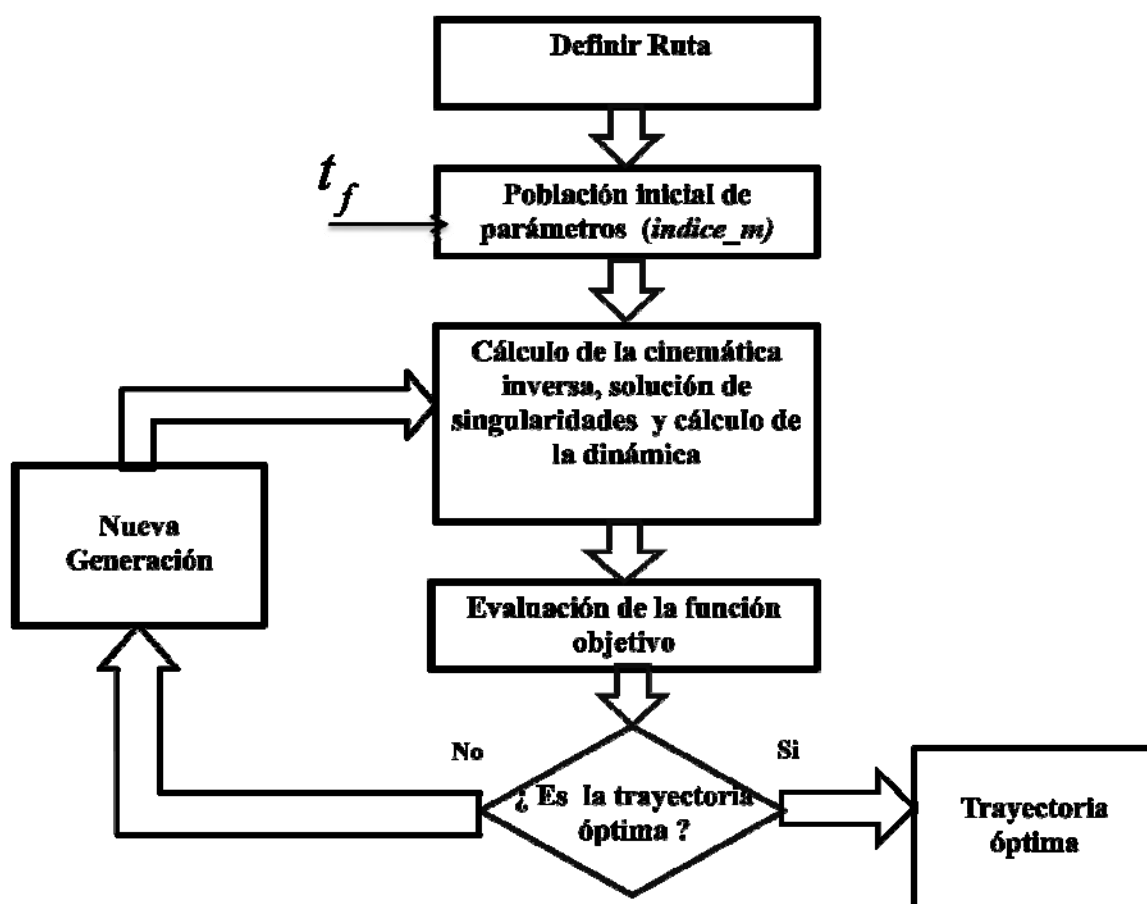 Definir Ruta
t_f
Población inicial de
parámetros (indice_m)
Cálculo de la cinemática
inversa, solución de
singularidades y cálculo de
la dinámica
Nueva
Generación
Evaluación de la función
objetivo
No
Si
¿ Es la trayectoria
óptima ?
Trayectoria
óptima